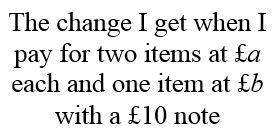 The change I get when I
pay for two items at £a
each and one item at £b
with a £10 note